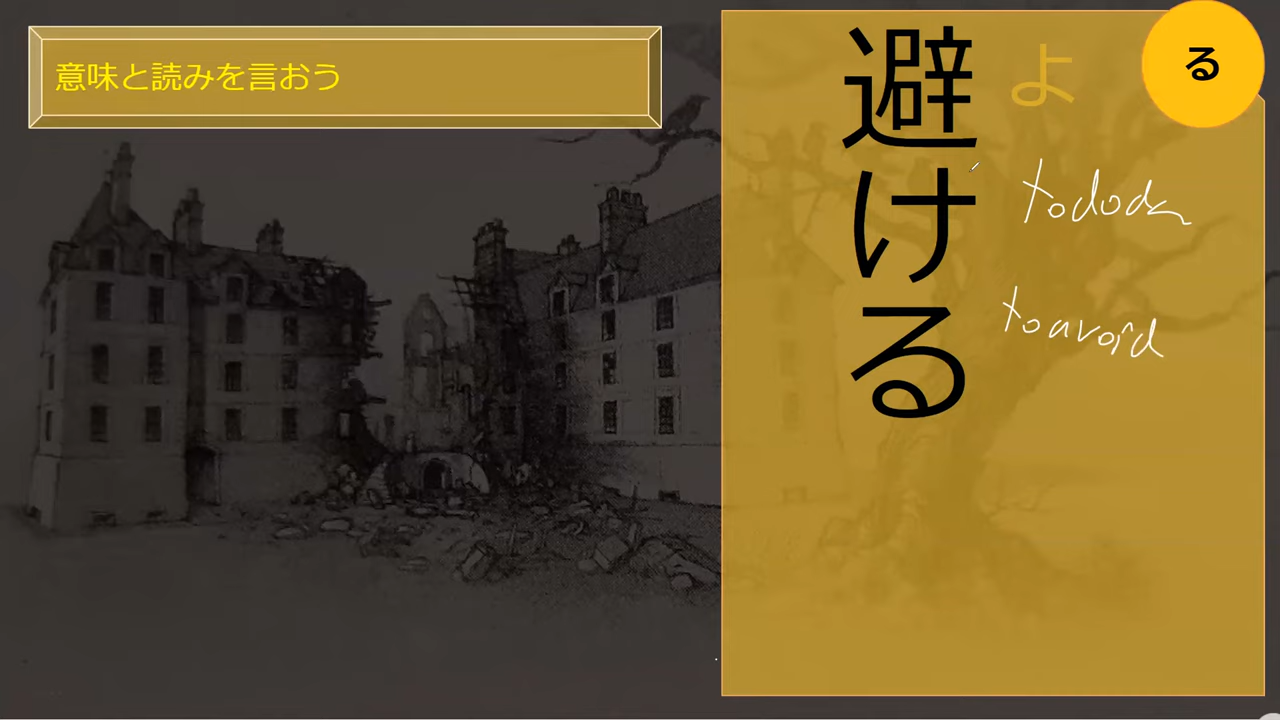 意味と読みを言おう
る
よ
避ける
to dodge
to avoid